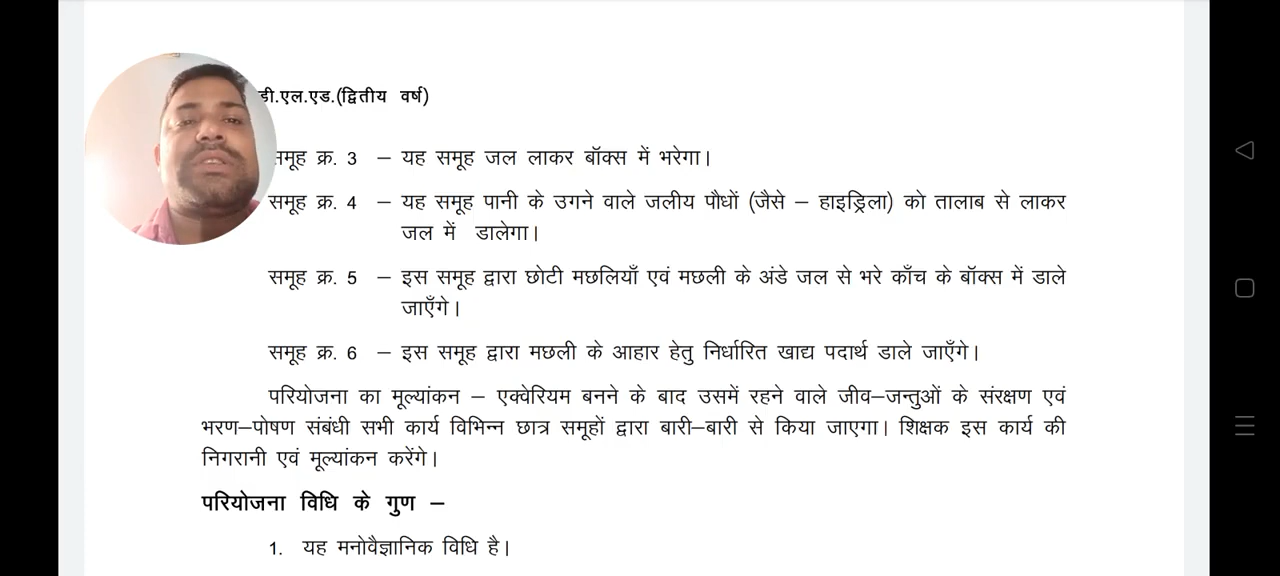 डी.एल.एड.(द्वितीय वर्ष)
समूह क्र. 3 – यह समूह जल लाकर बॉक्स में भरेगा।
समूह क्र. 4 – यह समूह पानी के उगने वाले जलीय पौधों (जैसे – हाइड्रिला) को तालाब से लाकर
जल में डालेगा।
समूह क्र. 5 – इस समूह द्वारा छोटी मछलियाँ एवं मछली के अंडे जल से भरे काँच के बॉक्स में डाले
जाएँगे।
समूह क्र. 6 – इस समूह द्वारा मछली के आहार हेतु निर्धारित खाद्य पदार्थ डाले जाएँगे।
परियोजना का मूल्यांकन – एक्वेरियम बनने के बाद उसमें रहने वाले जीव–जन्तुओं के संरक्षण एवं
भरण–पोषण संबंधी सभी कार्य विभिन्न छात्र समूहों द्वारा बारी–बारी से किया जाएगा। शिक्षक इस कार्य की
निगरानी एवं मूल्यांकन करेंगे।
परियोजना विधि के गुण –
1. यह मनोवैज्ञानिक विधि है।